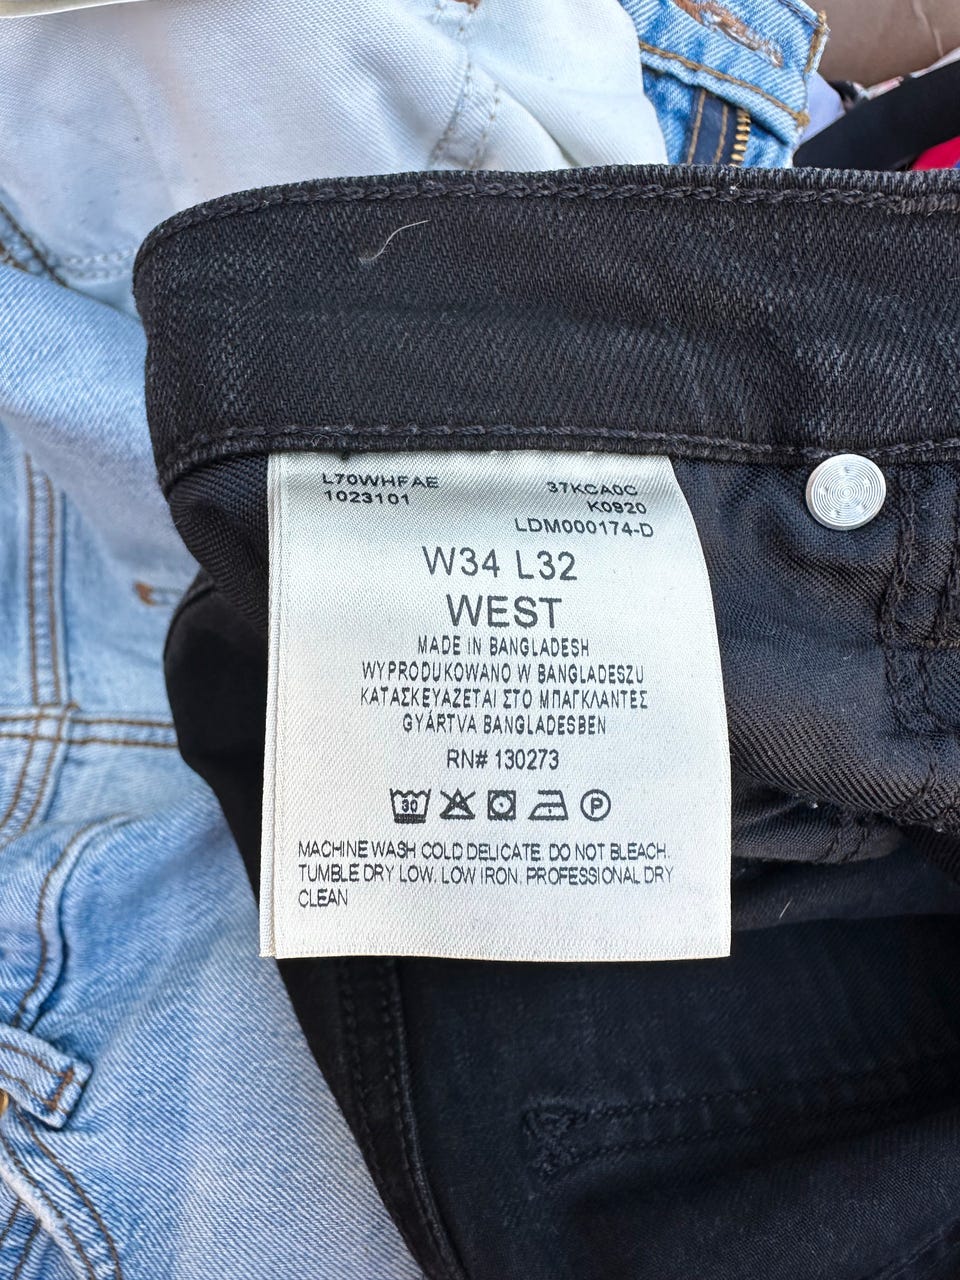 L70WHFAE
1023101
37KCA0C
K0920
LDM000174-D
W34 L32
WEST
MADE IN BANGLADESH
WYPRODUKOWANO W BANGLADESZU
ΚΑΤΑΣΚΕΥΑΖΕΤΑΙ ΣΤΟ ΜΠΑΓΚΛΑΝΤΕΣ
GYÁRTVA BANGLADESBEN
RN# 130273
30 P
MACHINE WASH COLD DELICATE. DO NOT BLEACH.
TUMBLE DRY LOW. LOW IRON. PROFESSIONAL DRY
CLEAN